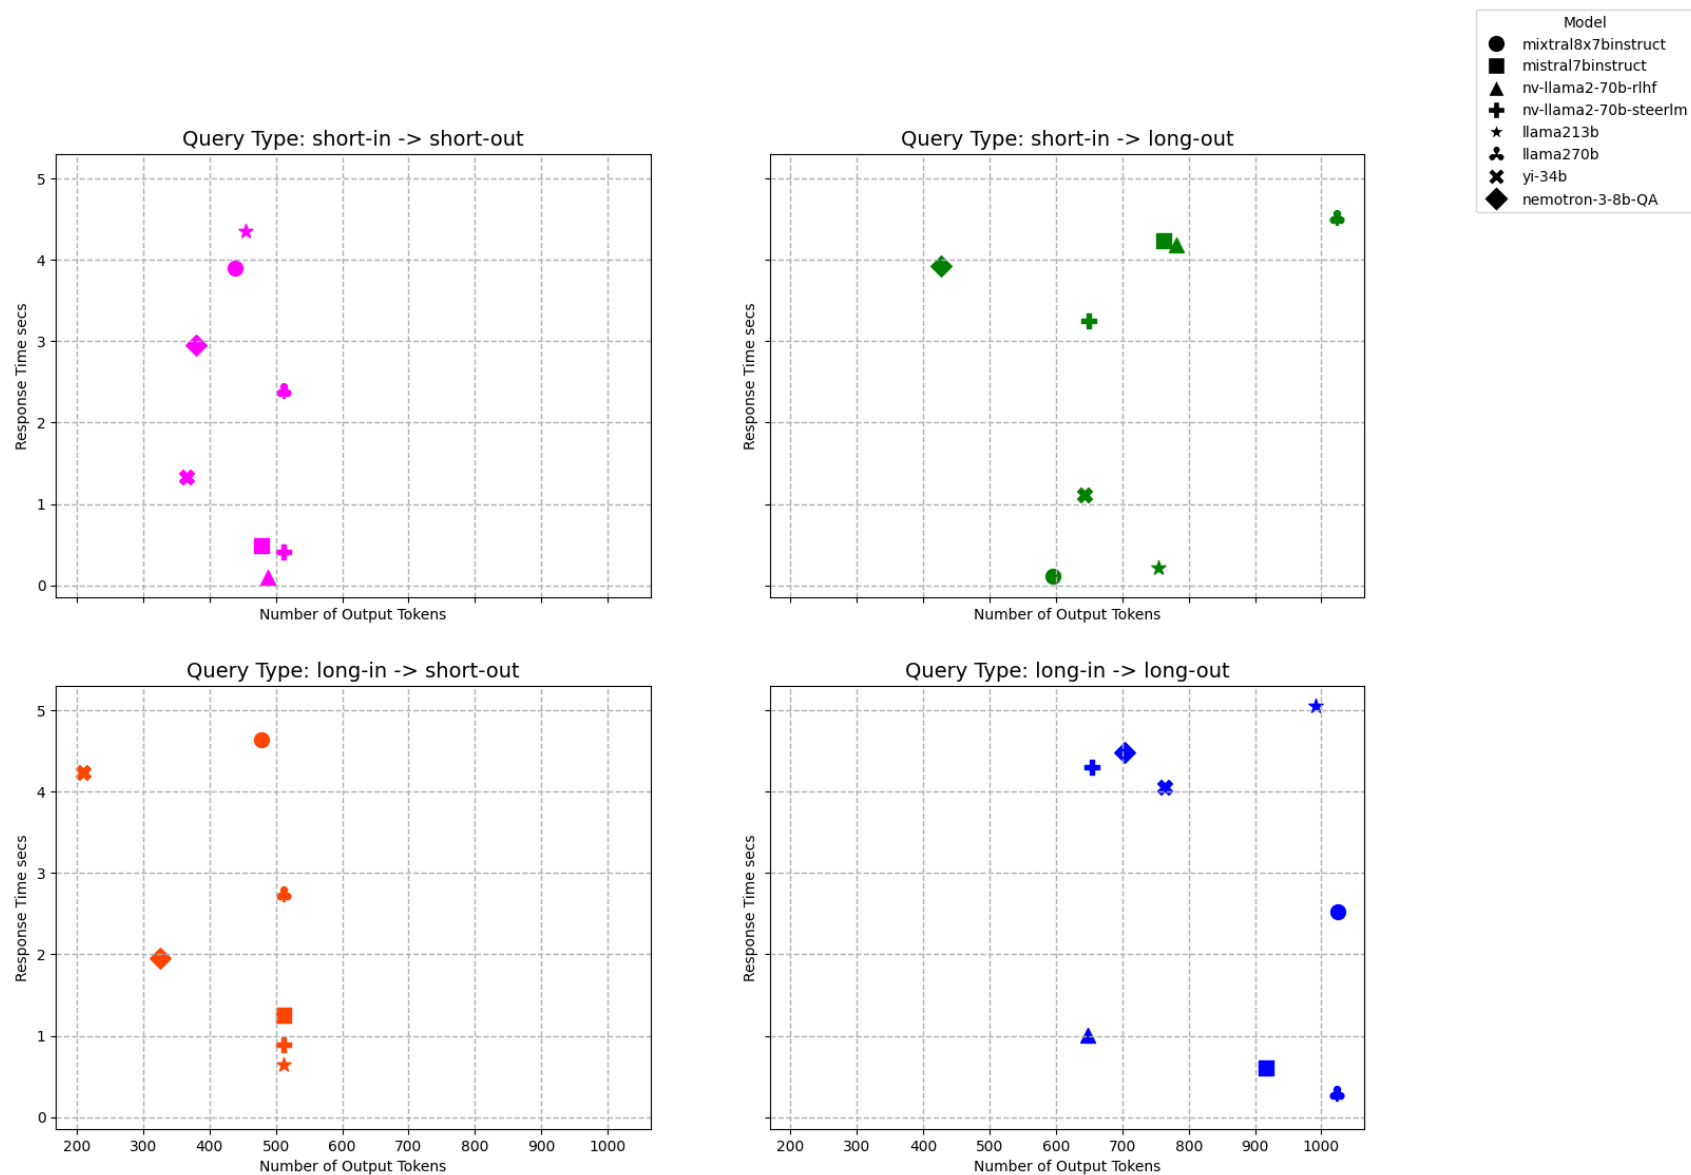 Model
mixtral8x7binstruct
mistral7binstruct
nv-llama2-70b-rlhf
nv-llama2-70b-steerlm
llama213b
llama270b
yi-34b
nemotron-3-8b-QA
Query Type: short-in -> short-out
5
4
3
2
1
0
Response Time secs
Number of Output Tokens
Query Type: short-in -> long-out
Response Time secs
Number of Output Tokens
Query Type: long-in -> short-out
5
4
3
2
1
0
Response Time secs
200 300 400 500 600 700 800 900 1000
Number of Output Tokens
Query Type: long-in -> long-out
Response Time secs
200 300 400 500 600 700 800 900 1000
Number of Output Tokens